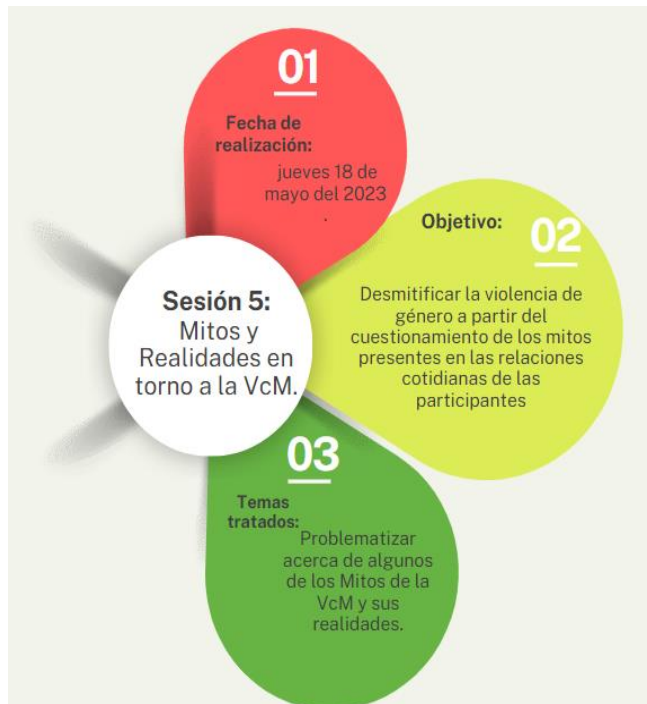 01
Fecha de
realización:
jueves 18 de
mayo del 2023
.
Objetivo:
02
Desmitificar la violencia de
género a partir del
cuestionamiento de los mitos
presentes en las relaciones
cotidianas de las
participantes
Sesión 5:
Mitos y
Realidades en
torno a la VcM.
03
Temas
tratados:
Problematizar
acerca de algunos
de los Mitos de la
VcM y sus
realidades.